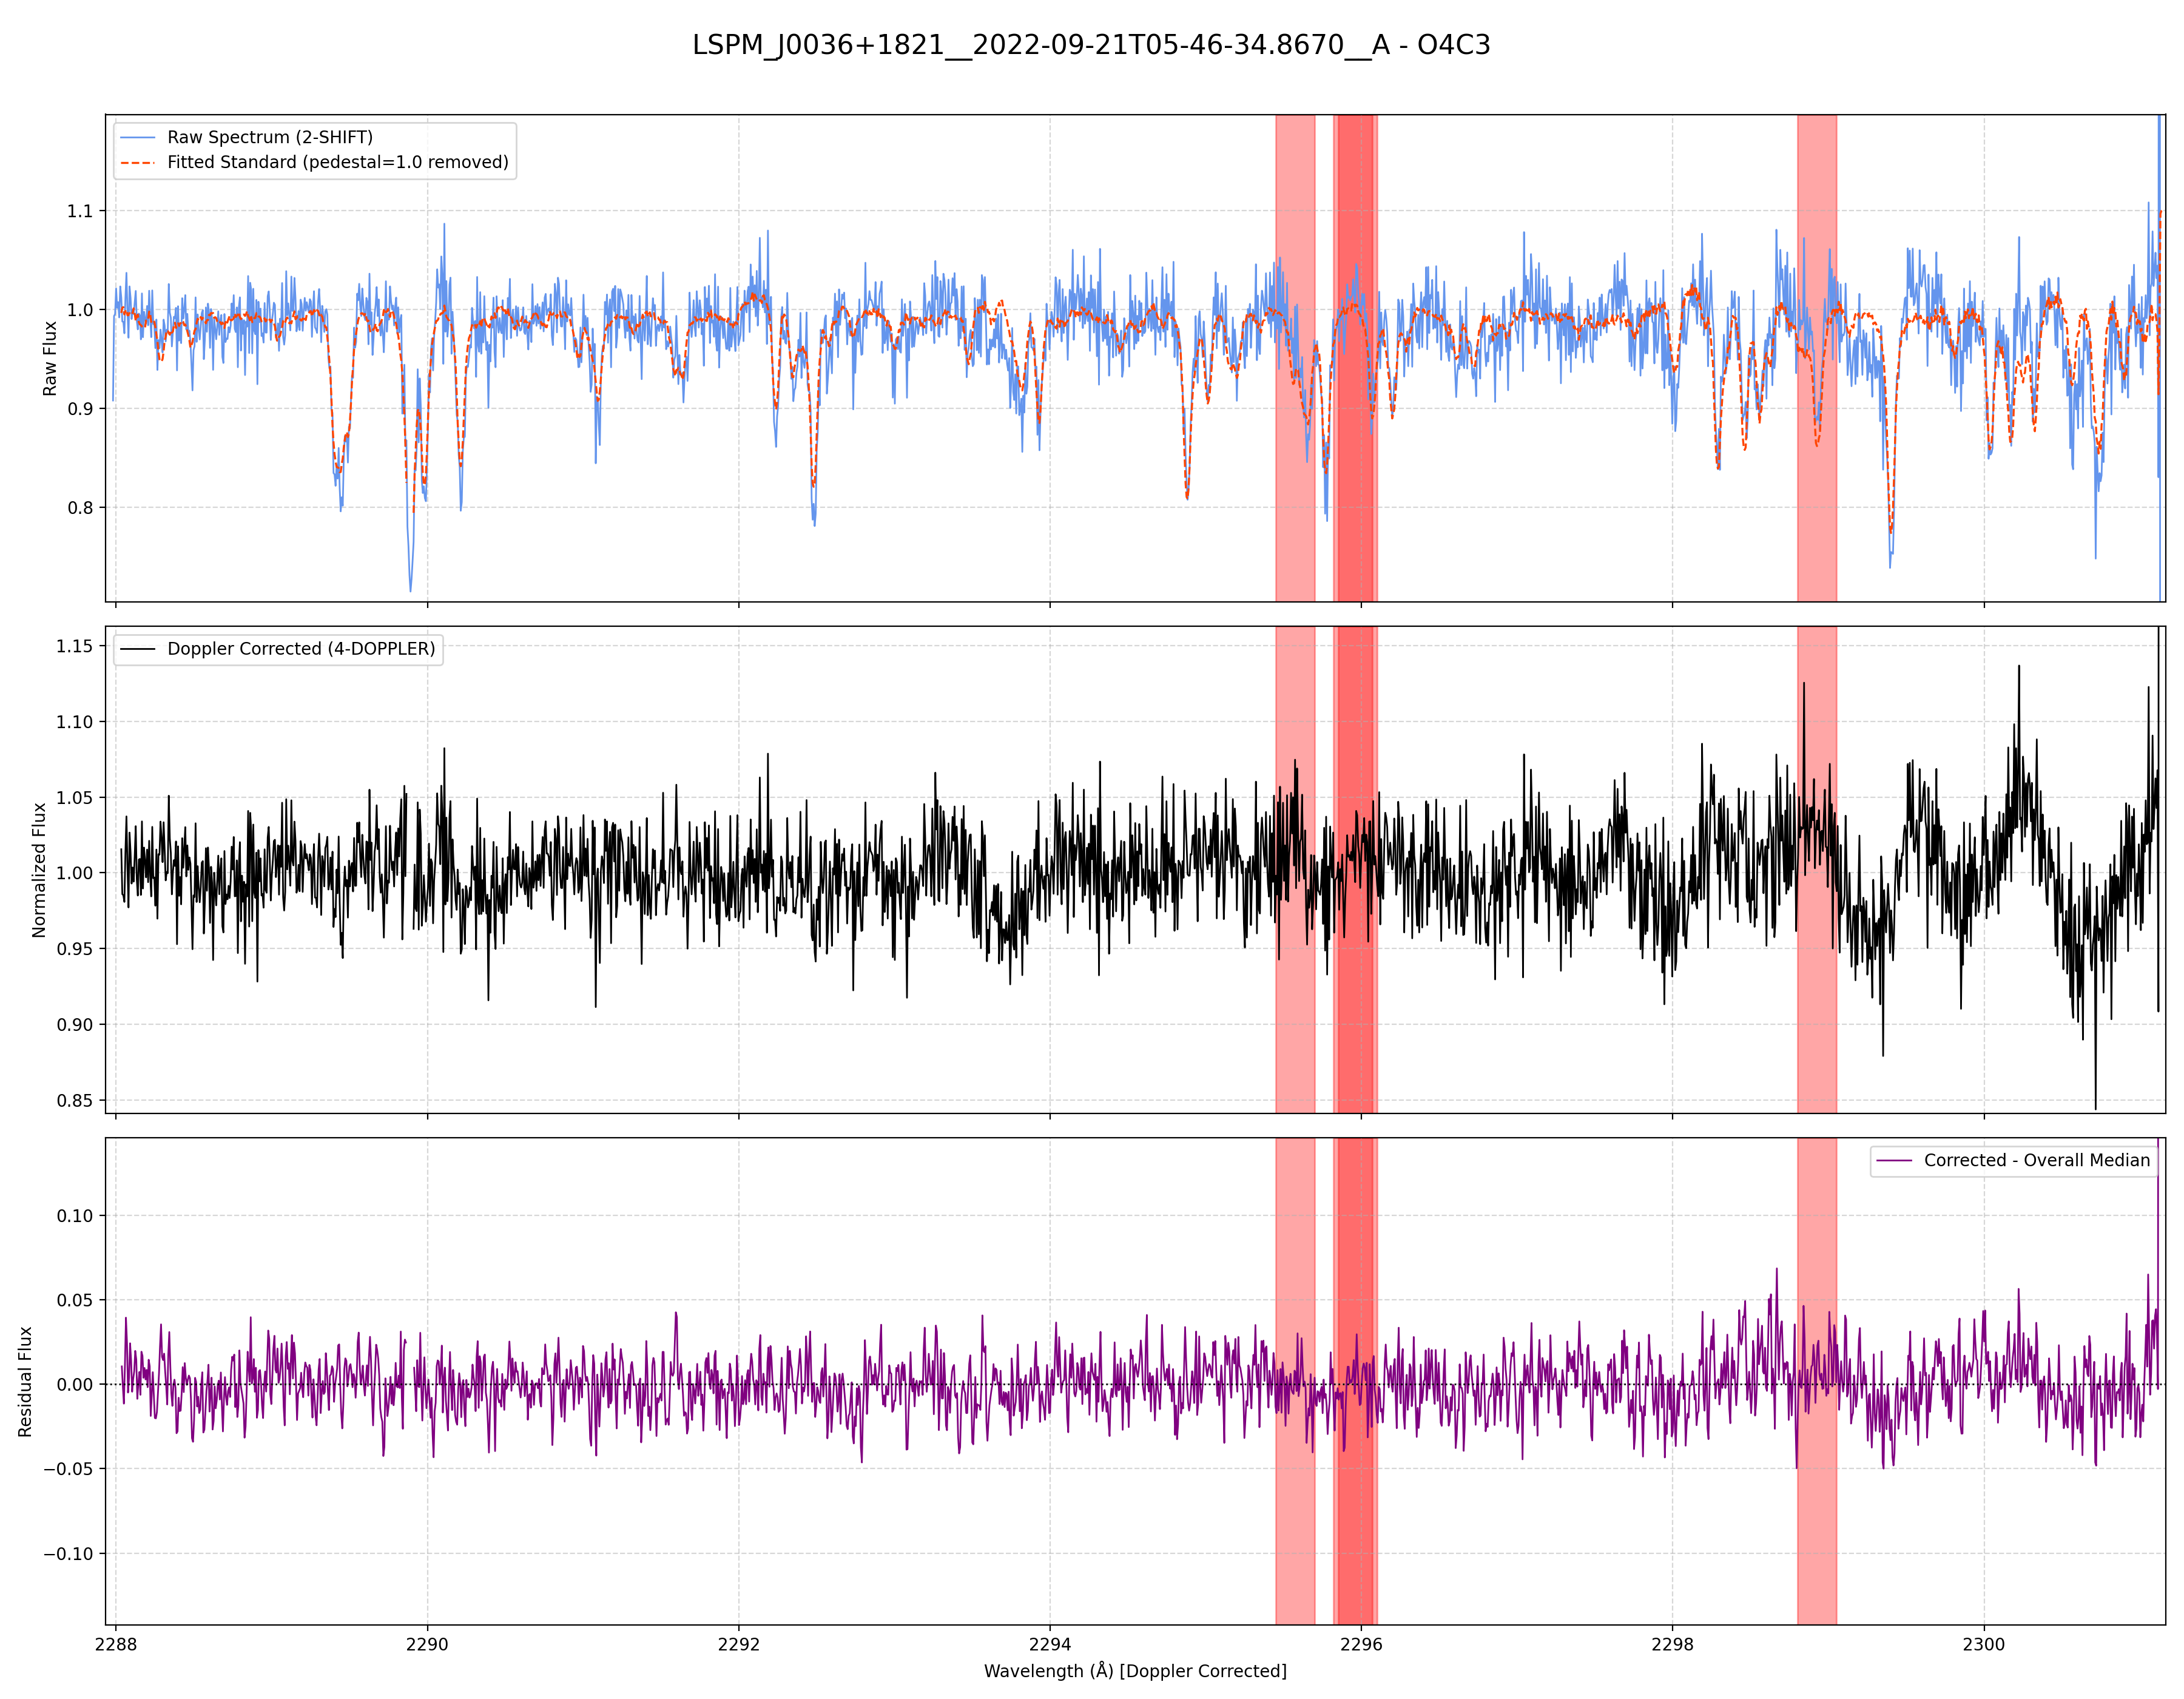 LSPM_J0036+1821__2022-09-21T05-46-34.8670__A - O4C3
Raw Spectrum (2-SHIFT)
Fitted Standard (pedestal=1.0 removed)
1.1
1.0
0.9
0.8
Raw Flux
Doppler Corrected (4-DOPPLER)
1.15
1.10
1.05
1.00
0.95
0.90
0.85
Normalized Flux
Corrected - Overall Median
0.10
0.05
0.00
−0.05
−0.10
Residual Flux
2288 2290 2292 2294 2296 2298 2300
Wavelength (Å) [Doppler Corrected]